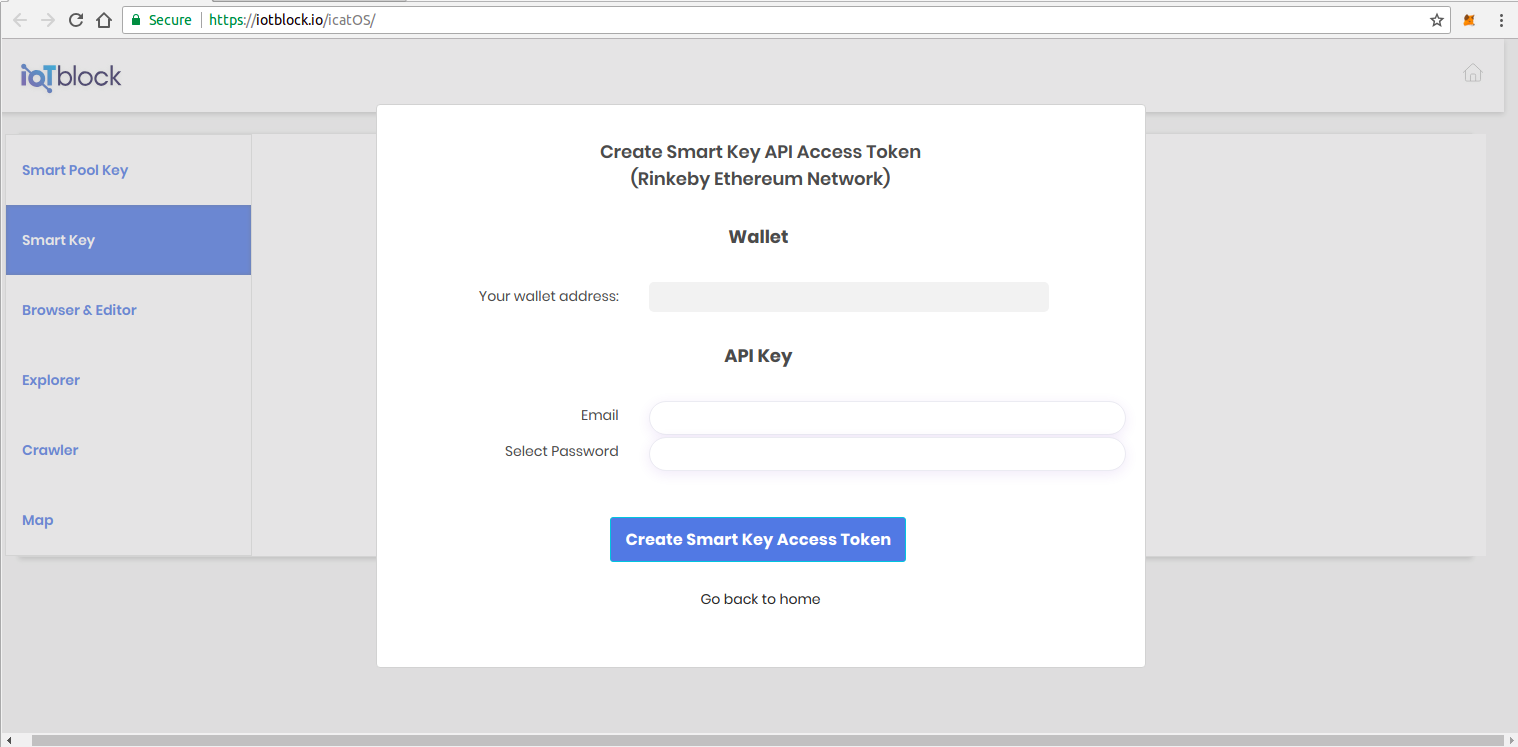 Secure https://iotblock.io/icatOS/
ioTblock
Create Smart Key API Access Token
(Rinkeby Ethereum Network)
Smart Pool Key
Smart Key
Browser & Editor
Explorer
Crawler
Map
Wallet
Your wallet address:
API Key
Email
Select Password
Create Smart Key Access Token
Go back to home